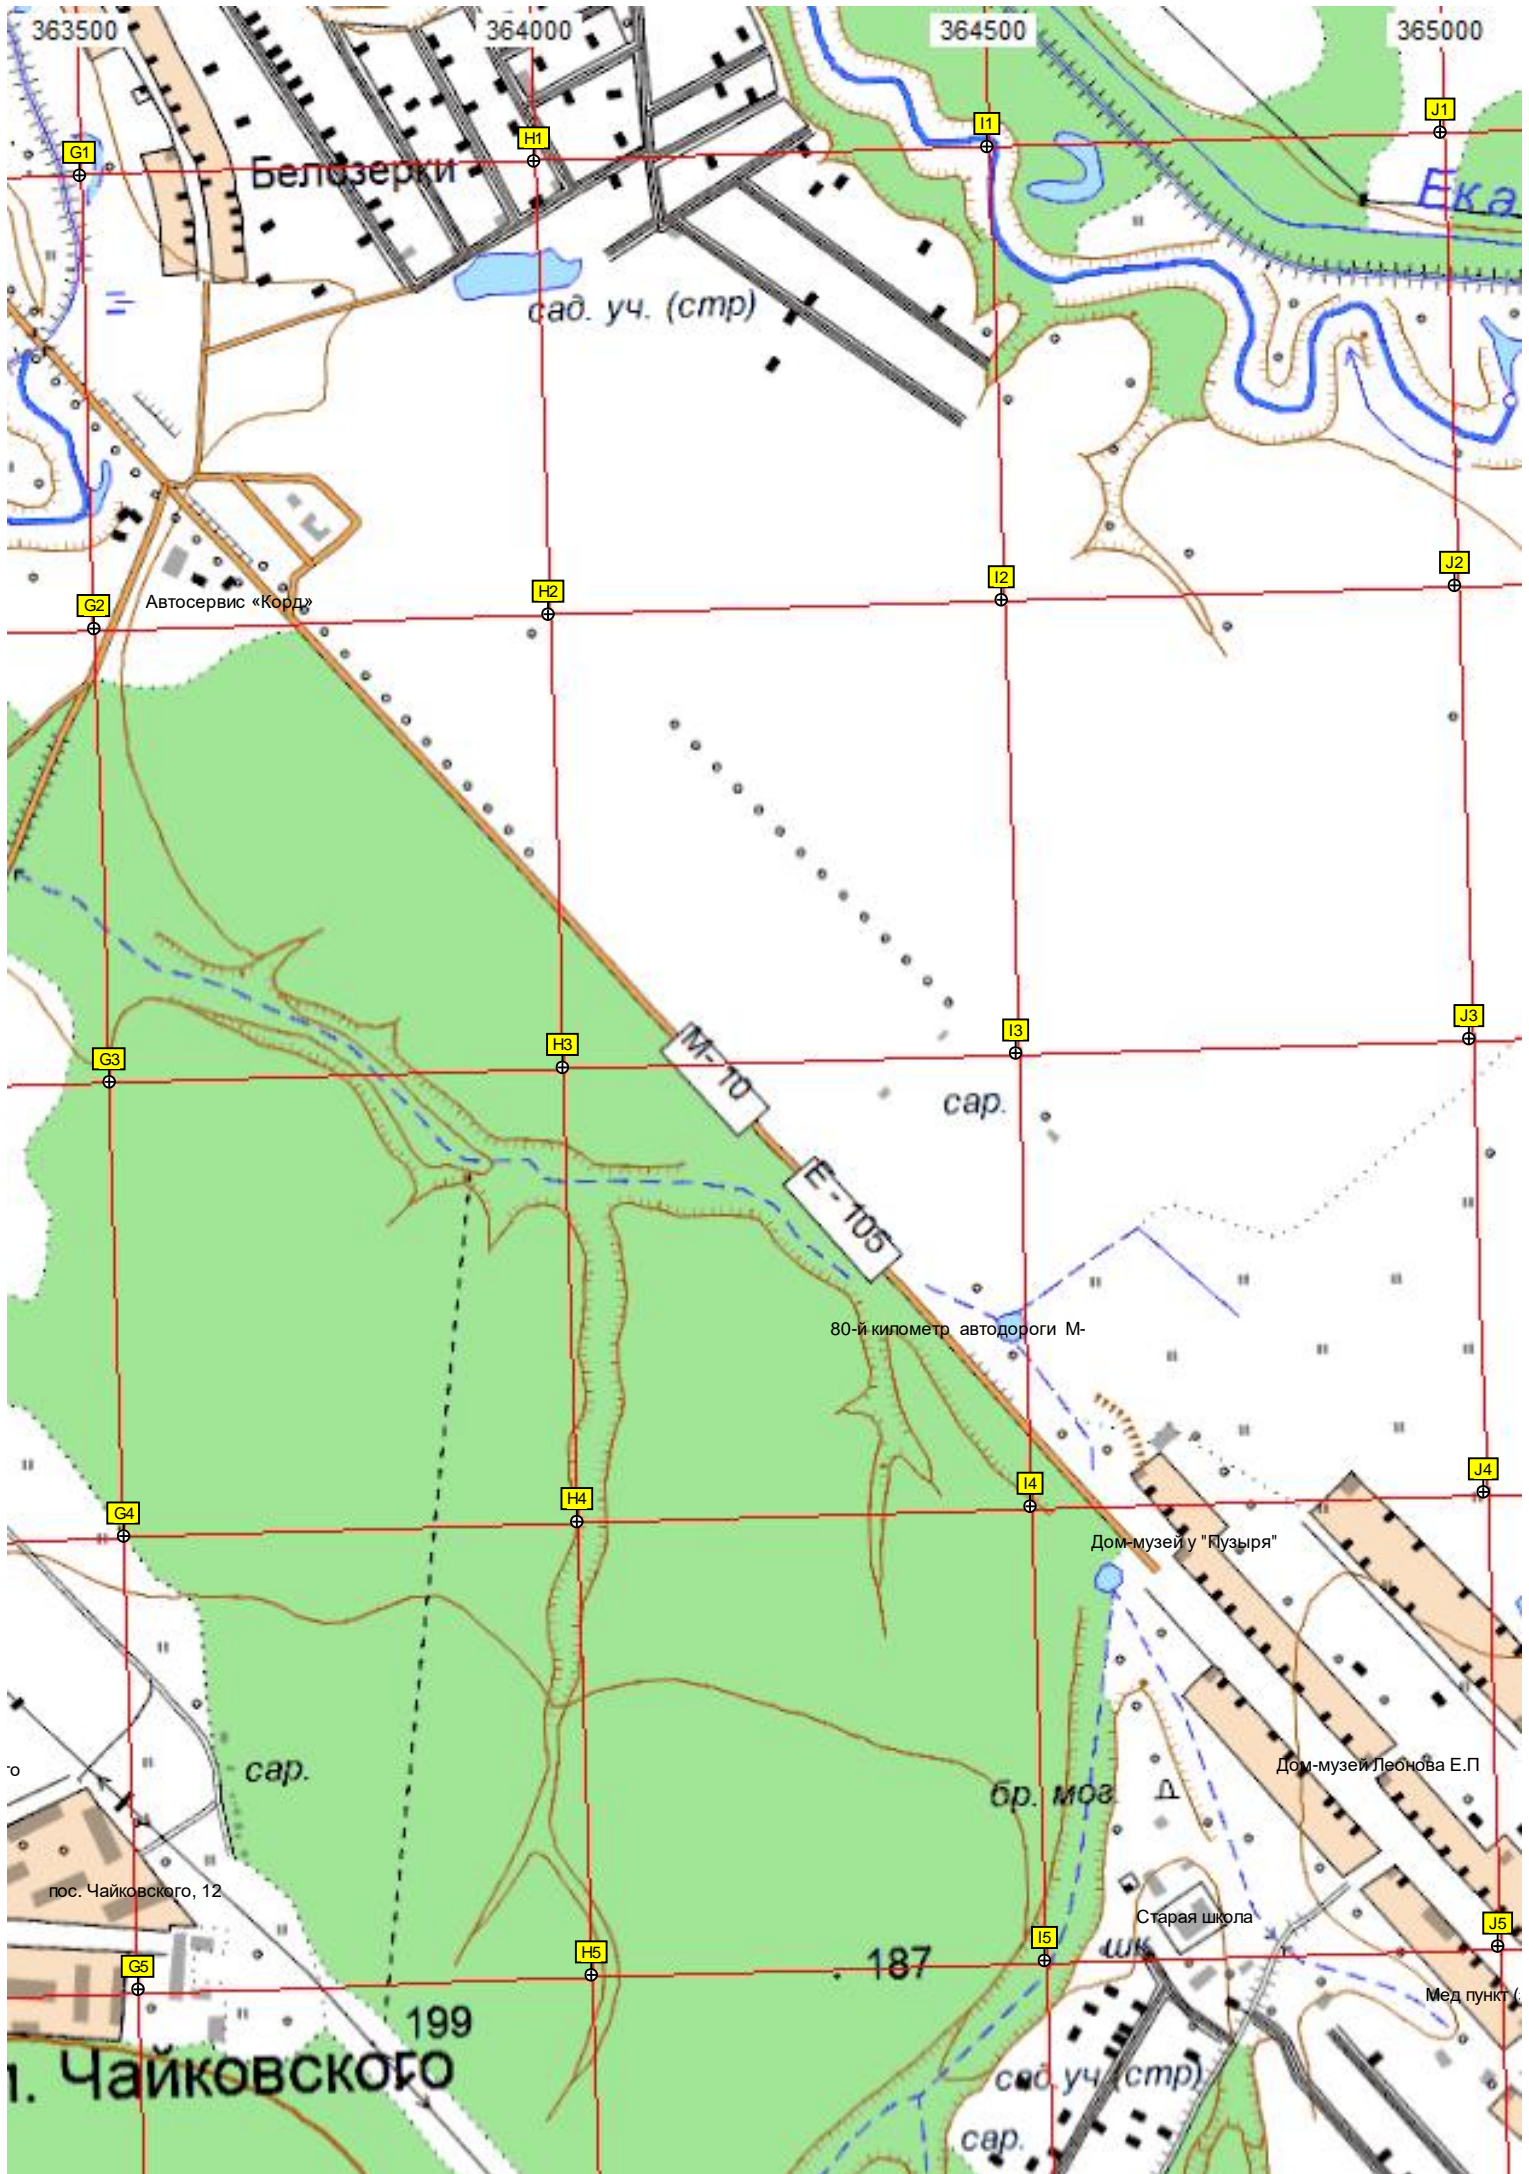 363500 364000 364500 365000
G1 H1 I1 J1
Белозерки
Ека
сад. уч. (стр)
G2 H2 I2 J2
Автосервис «Корд»
G3 H3 I3 J3
М-10
сар.
Е - 105
80-й километр автодороги М-
G4 H4 I4 J4
Дом-музей у "Пузыря"
сар.
го
Дом-музей Леонова Е.П
бр. моз.
пос. Чайковского, 12
Старая школа
шк.
G5 H5 I5 J5
187
Мед пункт (
199
п. Чайковского
сад.уч.(стр)
сар.